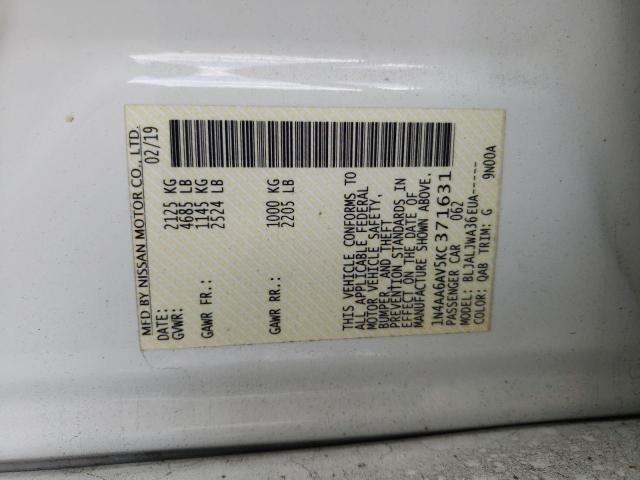 MFD BY NISSAN MOTOR CO., LTD.
DATE: 02/19
GVWR: 2125 KG
4685 LB
GAWR FR.: 1145 KG
2524 LB
GAWR RR.: 1000 KG
2205 LB
THIS VEHICLE CONFORMS TO
ALL APPLICABLE FEDERAL
MOTOR VEHICLE SAFETY,
BUMPER, AND THEFT
PREVENTION STANDARDS IN
EFFECT ON THE DATE OF
MANUFACTURE SHOWN ABOVE.
1N4AA6AV5KC371631
PASSENGER CAR 062
MODEL: BLJALJWA36EUA-----
COLOR: QAB TRIM: G 9N00A